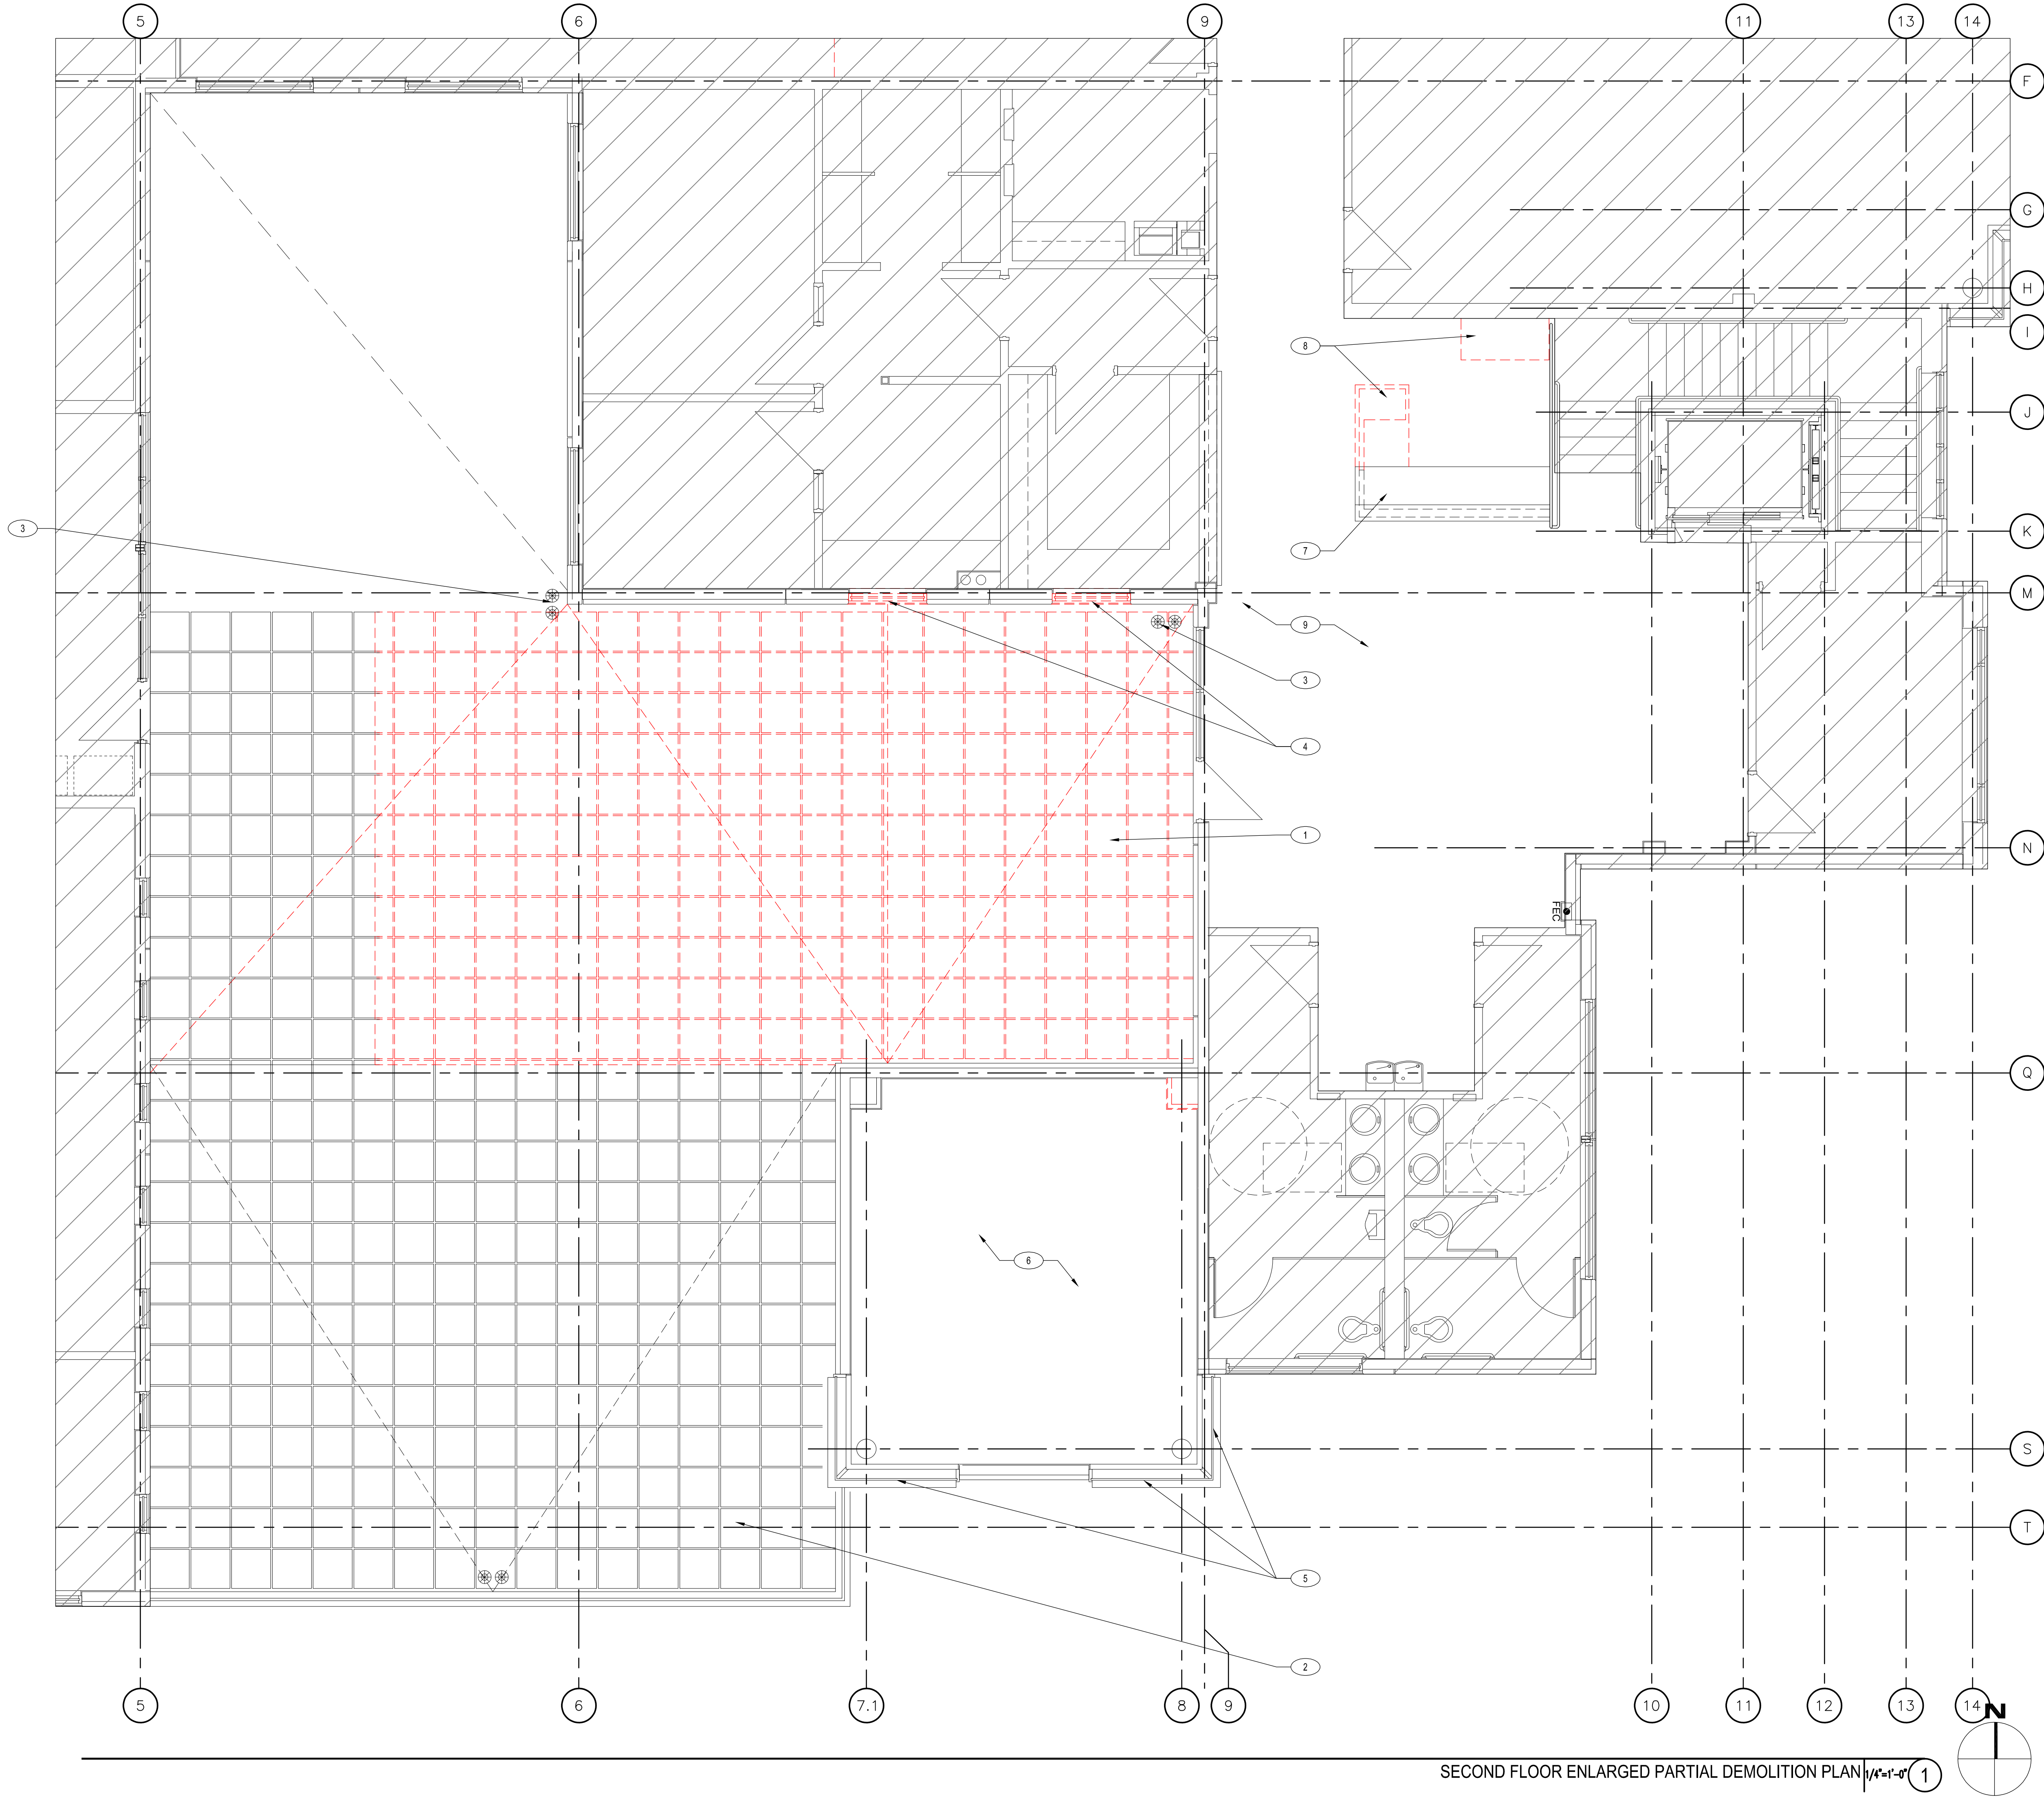 5 6 9 11 13 14
F
G
H
I
8
J
3
7
K
M
9
3
4
1
N
FEC
Q
6
S
5
T
2
5 6 7.1 8 9 10 11 12 13 14
N
SECOND FLOOR ENLARGED PARTIAL DEMOLITION PLAN 1/4"=1'-0" 1